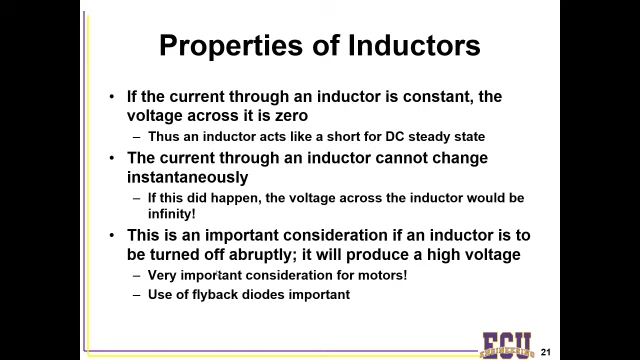 Properties of Inductors
• If the current through an inductor is constant, the
voltage across it is zero
– Thus an inductor acts like a short for DC steady state
• The current through an inductor cannot change
instantaneously
– If this did happen, the voltage across the inductor would be
infinity!
• This is an important consideration if an inductor is to
be turned off abruptly; it will produce a high voltage
– Very important consideration for motors!
– Use of flyback diodes important
ECU
ENGINEERING
21